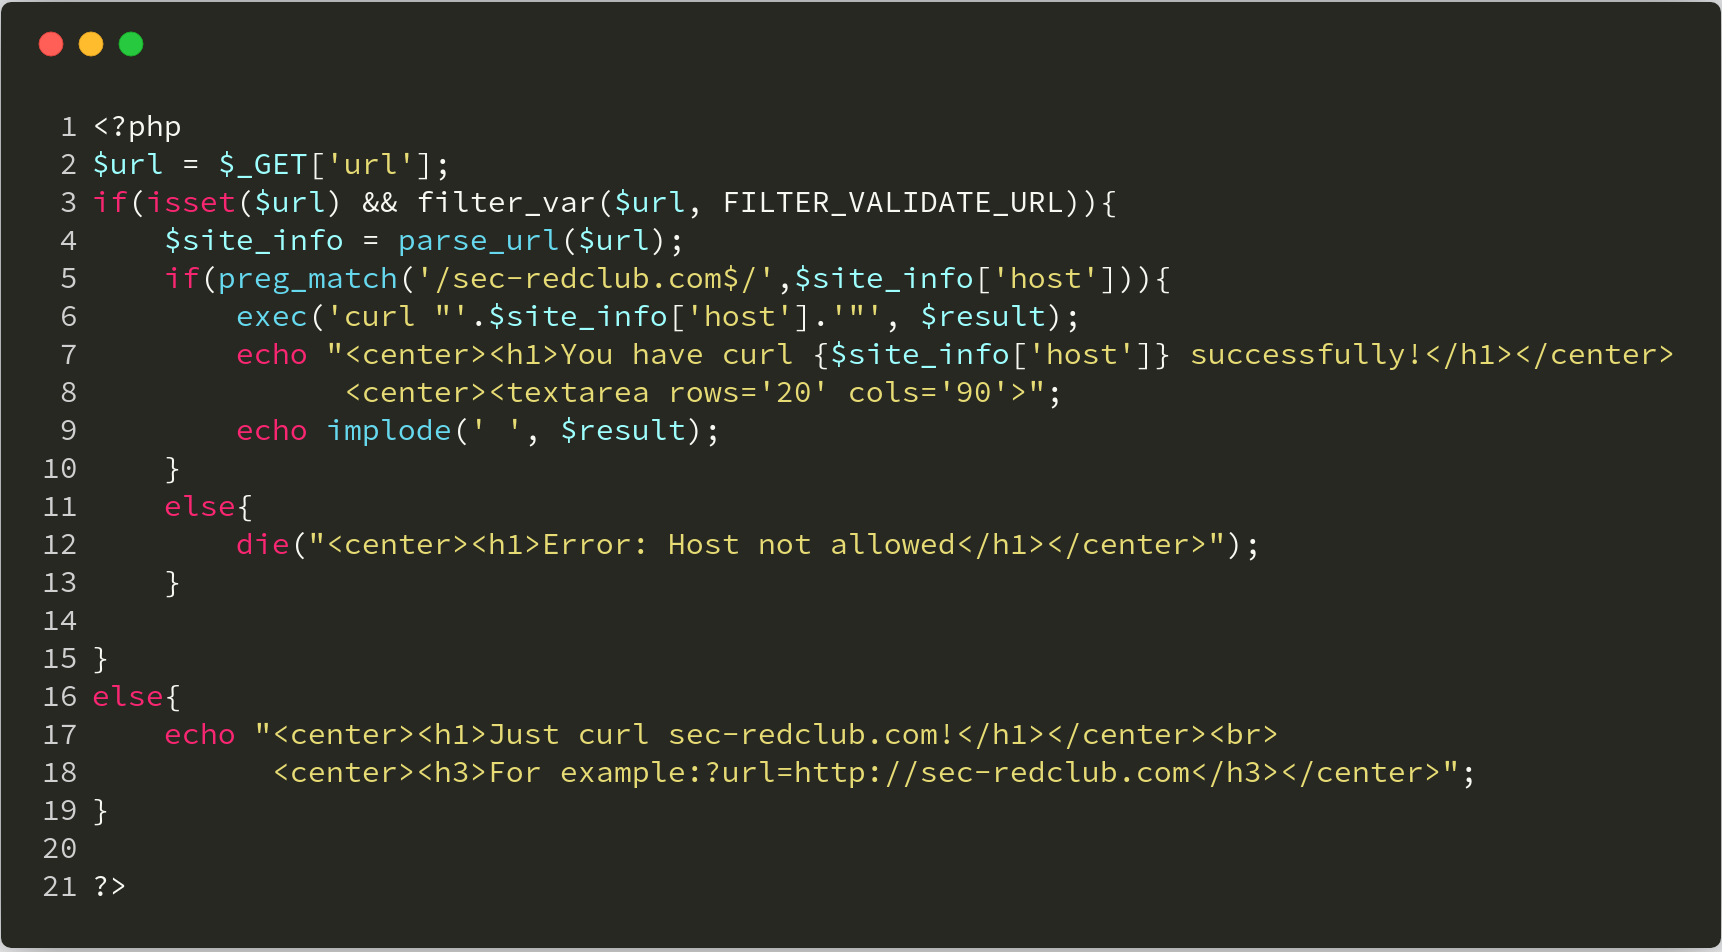 1 <?php
2 $url = $_GET['url'];
3 if(isset($url) && filter_var($url, FILTER_VALIDATE_URL)){
4     $site_info = parse_url($url);
5     if(preg_match('/sec-redclub.com$/',$site_info['host'])){
6         exec('curl "'.$site_info['host'].'"', $result);
7         echo "<center><h1>You have curl {$site_info['host']} successfully!</h1></center>
8               <center><textarea rows='20' cols='90'>";
9         echo implode(' ', $result);
10     }
11     else{
12         die("<center><h1>Error: Host not allowed</h1></center>");
13     }
14
15 }
16 else{
17     echo "<center><h1>Just curl sec-redclub.com!</h1></center><br>
18           <center><h3>For example:?url=http://sec-redclub.com</h3></center>";
19 }
20
21 ?>